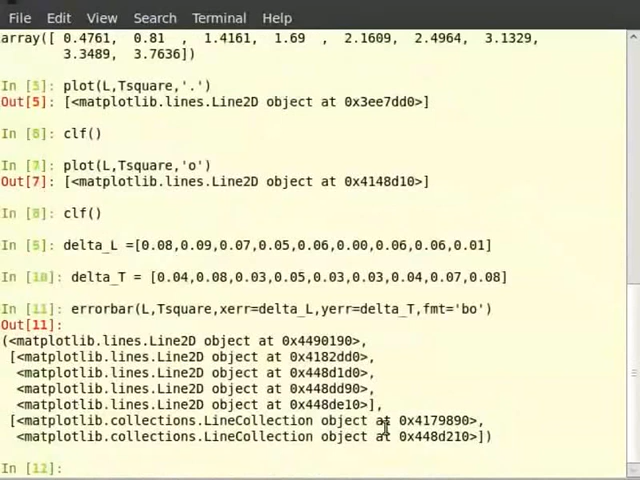 File Edit View Search Terminal Help
array([ 0.4761, 0.81 , 1.4161, 1.69 , 2.1609, 2.4964, 3.1329,
3.3489, 3.7636])
In [5]: plot(L,Tsquare,'.')
Out[5]: [<matplotlib.lines.Line2D object at 0x3ee7dd0>]
In [6]: clf()
In [7]: plot(L,Tsquare,'o')
Out[7]: [<matplotlib.lines.Line2D object at 0x4148d10>]
In [8]: clf()
In [5]: delta_L =[0.08,0.09,0.07,0.05,0.06,0.00,0.06,0.06,0.01]
In [10]: delta_T = [0.04,0.08,0.03,0.05,0.03,0.03,0.04,0.07,0.08]
In [11]: errorbar(L,Tsquare,xerr=delta_L,yerr=delta_T,fmt='bo')
Out[11]:
(<matplotlib.lines.Line2D object at 0x4490190>,
[<matplotlib.lines.Line2D object at 0x4182dd0>,
<matplotlib.lines.Line2D object at 0x448d1d0>,
<matplotlib.lines.Line2D object at 0x448dd90>,
<matplotlib.lines.Line2D object at 0x448de10>],
[<matplotlib.collections.LineCollection object at 0x4179890>,
<matplotlib.collections.LineCollection object at 0x448d210>])
In [12]: